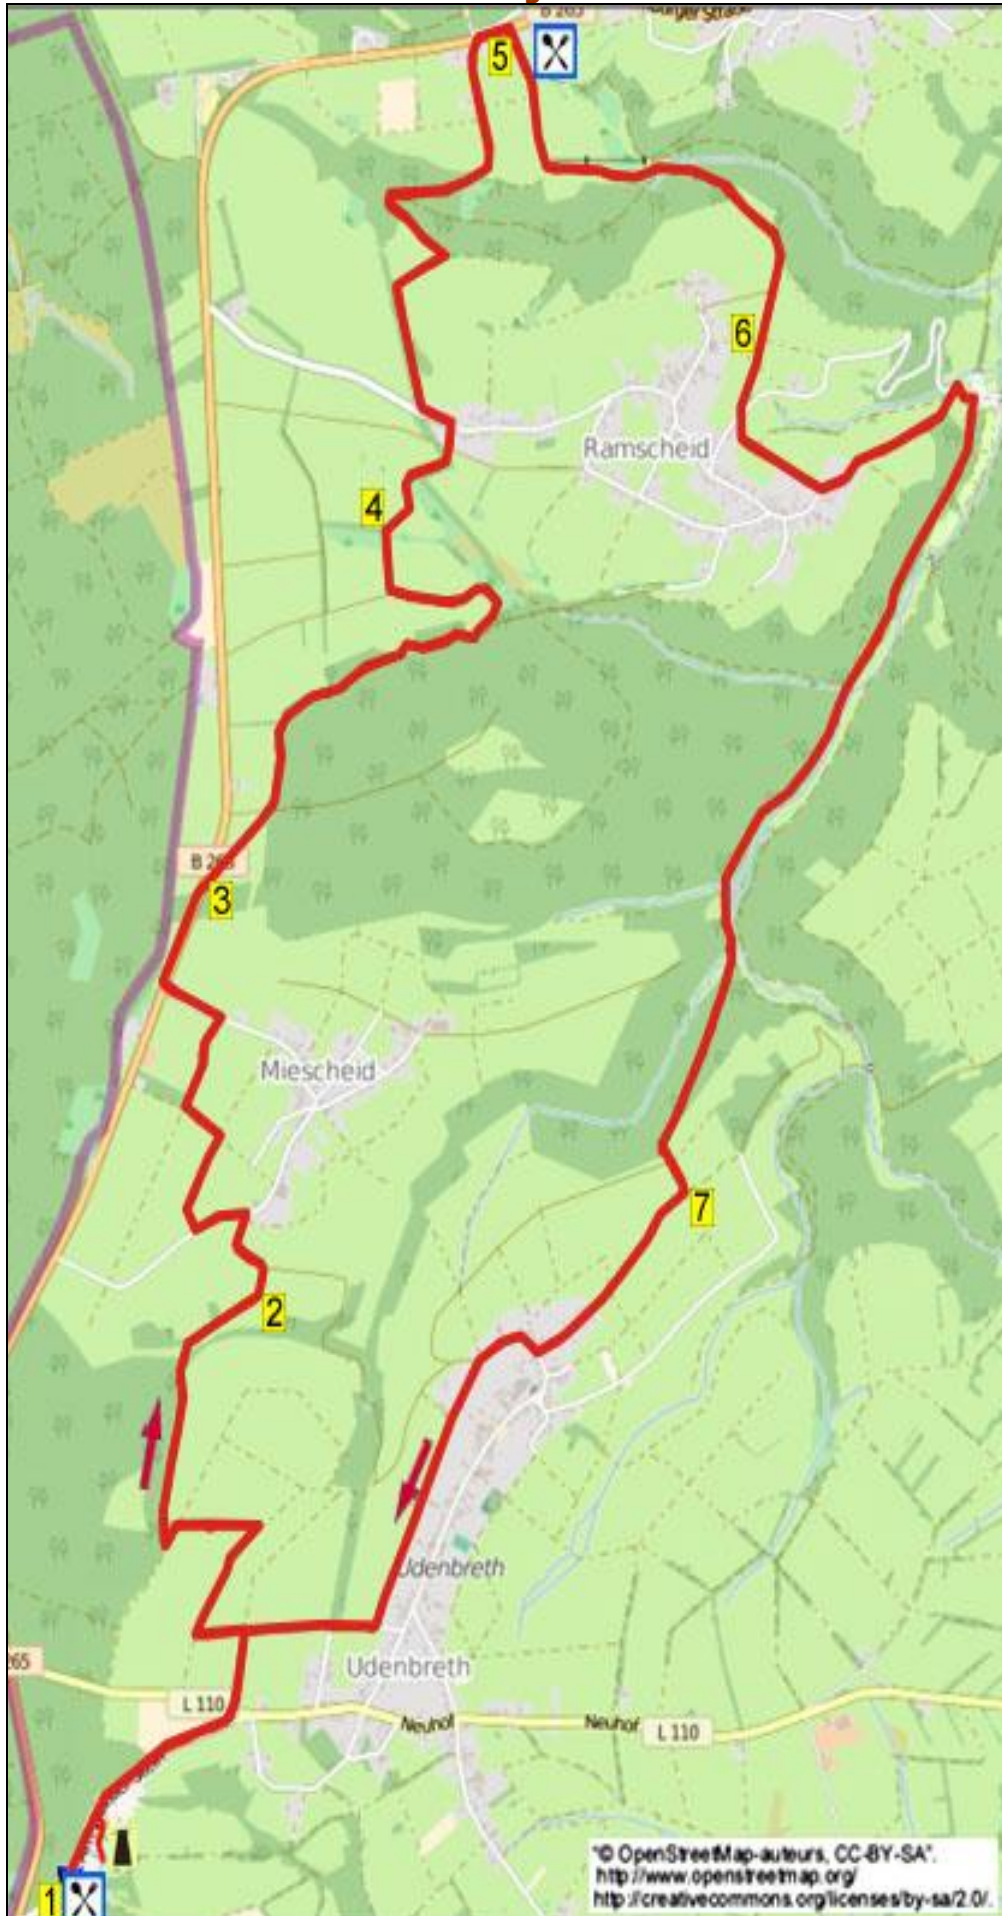 B 265
5
6
Ramscheid
4
B 265
3
Miescheid
7
2
Udenbreth
265
Udenbreth
L 110
Neuhof
Neuhof
L 110
1
"© OpenStreetMap-auteurs, CC-BY-SA".
http://www.openstreetmap.org/
http://creativecommons.org/licenses/by-sa/2.0/.